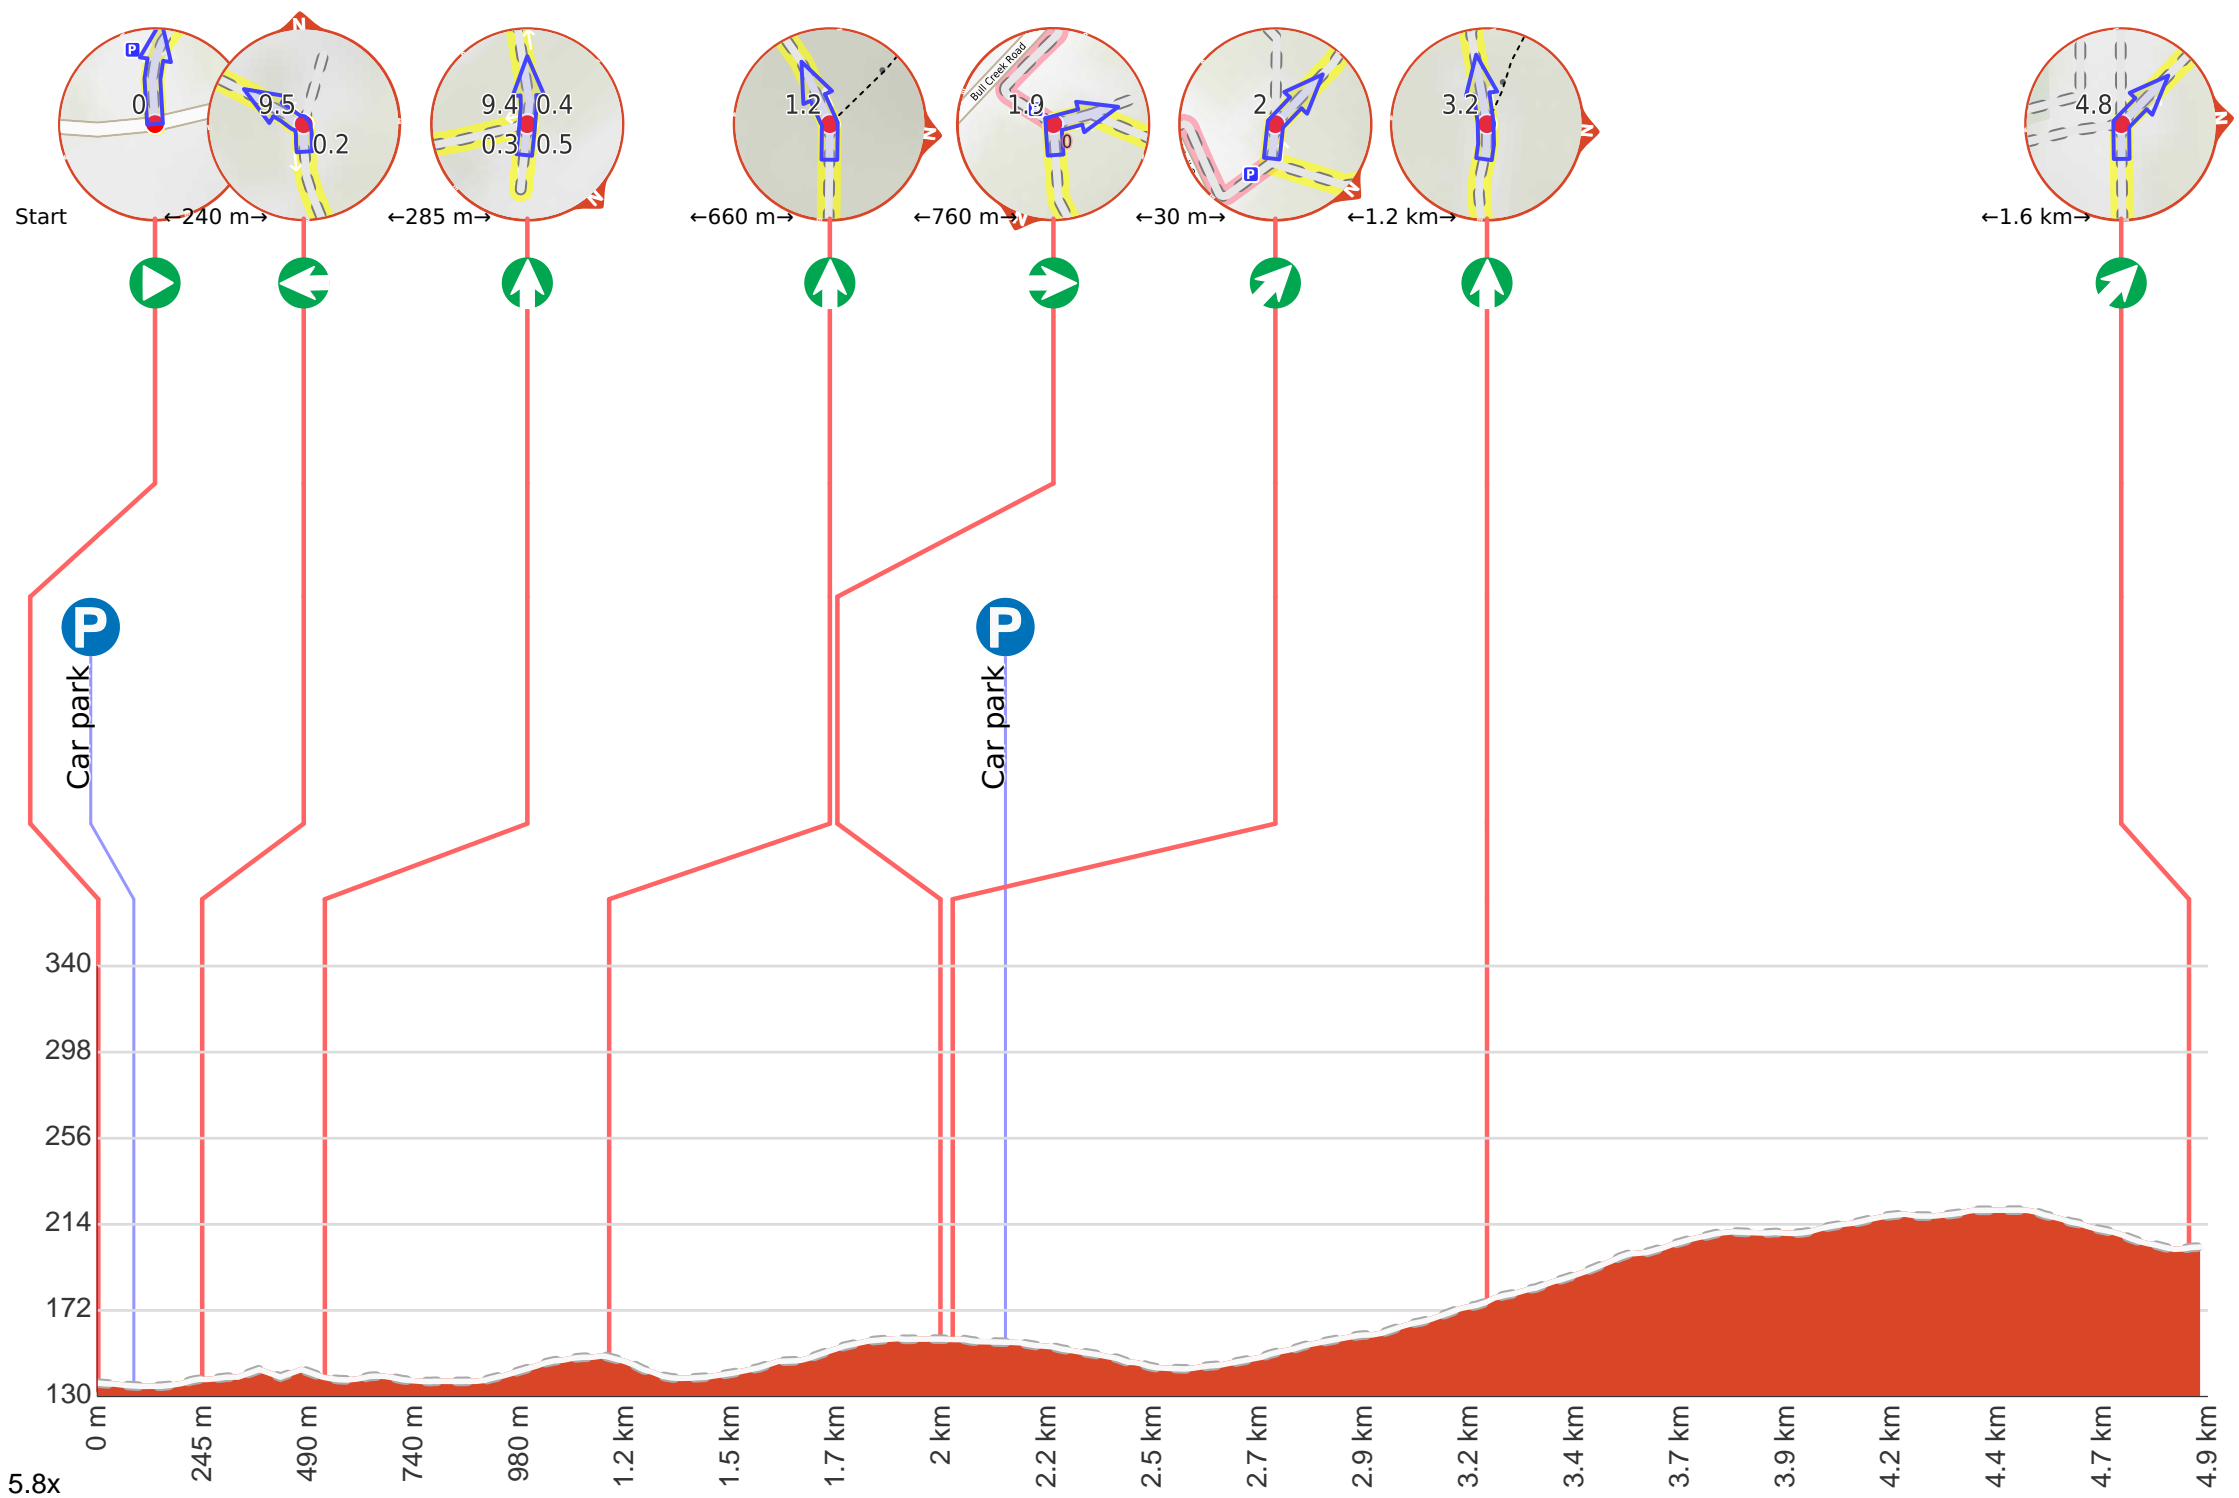 N
P
0
9.5
0.2
9.4
0.4
0.3
0.5
N
1.2
N
Bull Creek Road
1.9
0
N
2
P
N
3.2
N
4.8
N
Start
←240 m→
←285 m→
←660 m→
←760 m→
←30 m→
←1.2 km→
←1.6 km→
P
Car park
P
Car park
340
298
256
214
172
130
0 m
245 m
490 m
740 m
980 m
1.2 km
1.5 km
1.7 km
2 km
2.2 km
2.5 km
2.7 km
2.9 km
3.2 km
3.4 km
3.7 km
3.9 km
4.2 km
4.4 km
4.7 km
4.9 km
5.8x